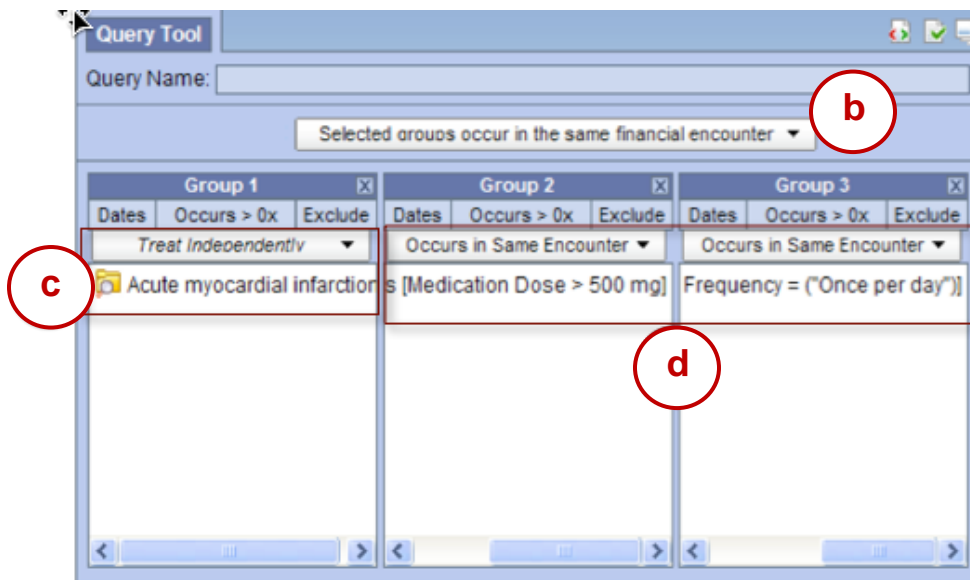 Query Tool
Query Name:
b
Selected groups occur in the same financial encounter
Group 1 Group 2 Group 3
Dates Occurs > 0x Exclude Dates Occurs > 0x Exclude Dates Occurs > 0x Exclude
Treat Independently Occurs in Same Encounter Occurs in Same Encounter
c Acute myocardial infarction s [Medication Dose > 500 mg] Frequency = ("Once per day")]
d